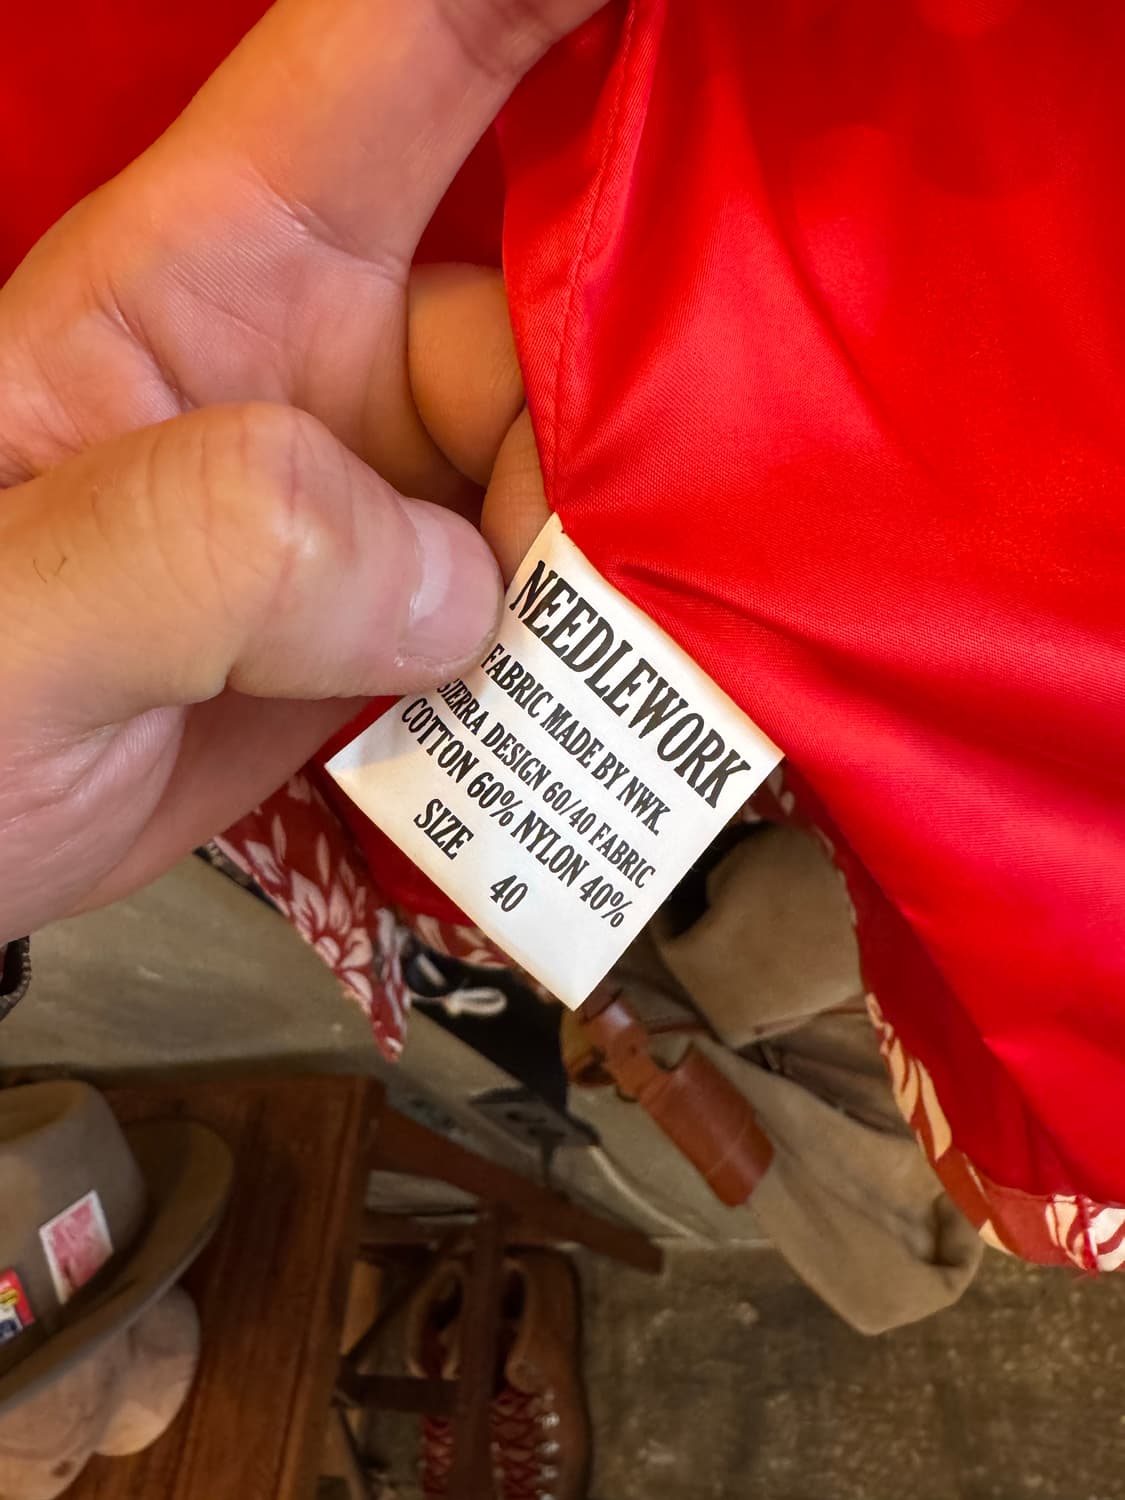 NEEDLEWORK
FABRIC MADE BY NWK.
SIERRA DESIGN 60/40 FABRIC
COTTON 60% NYLON 40%
SIZE
40